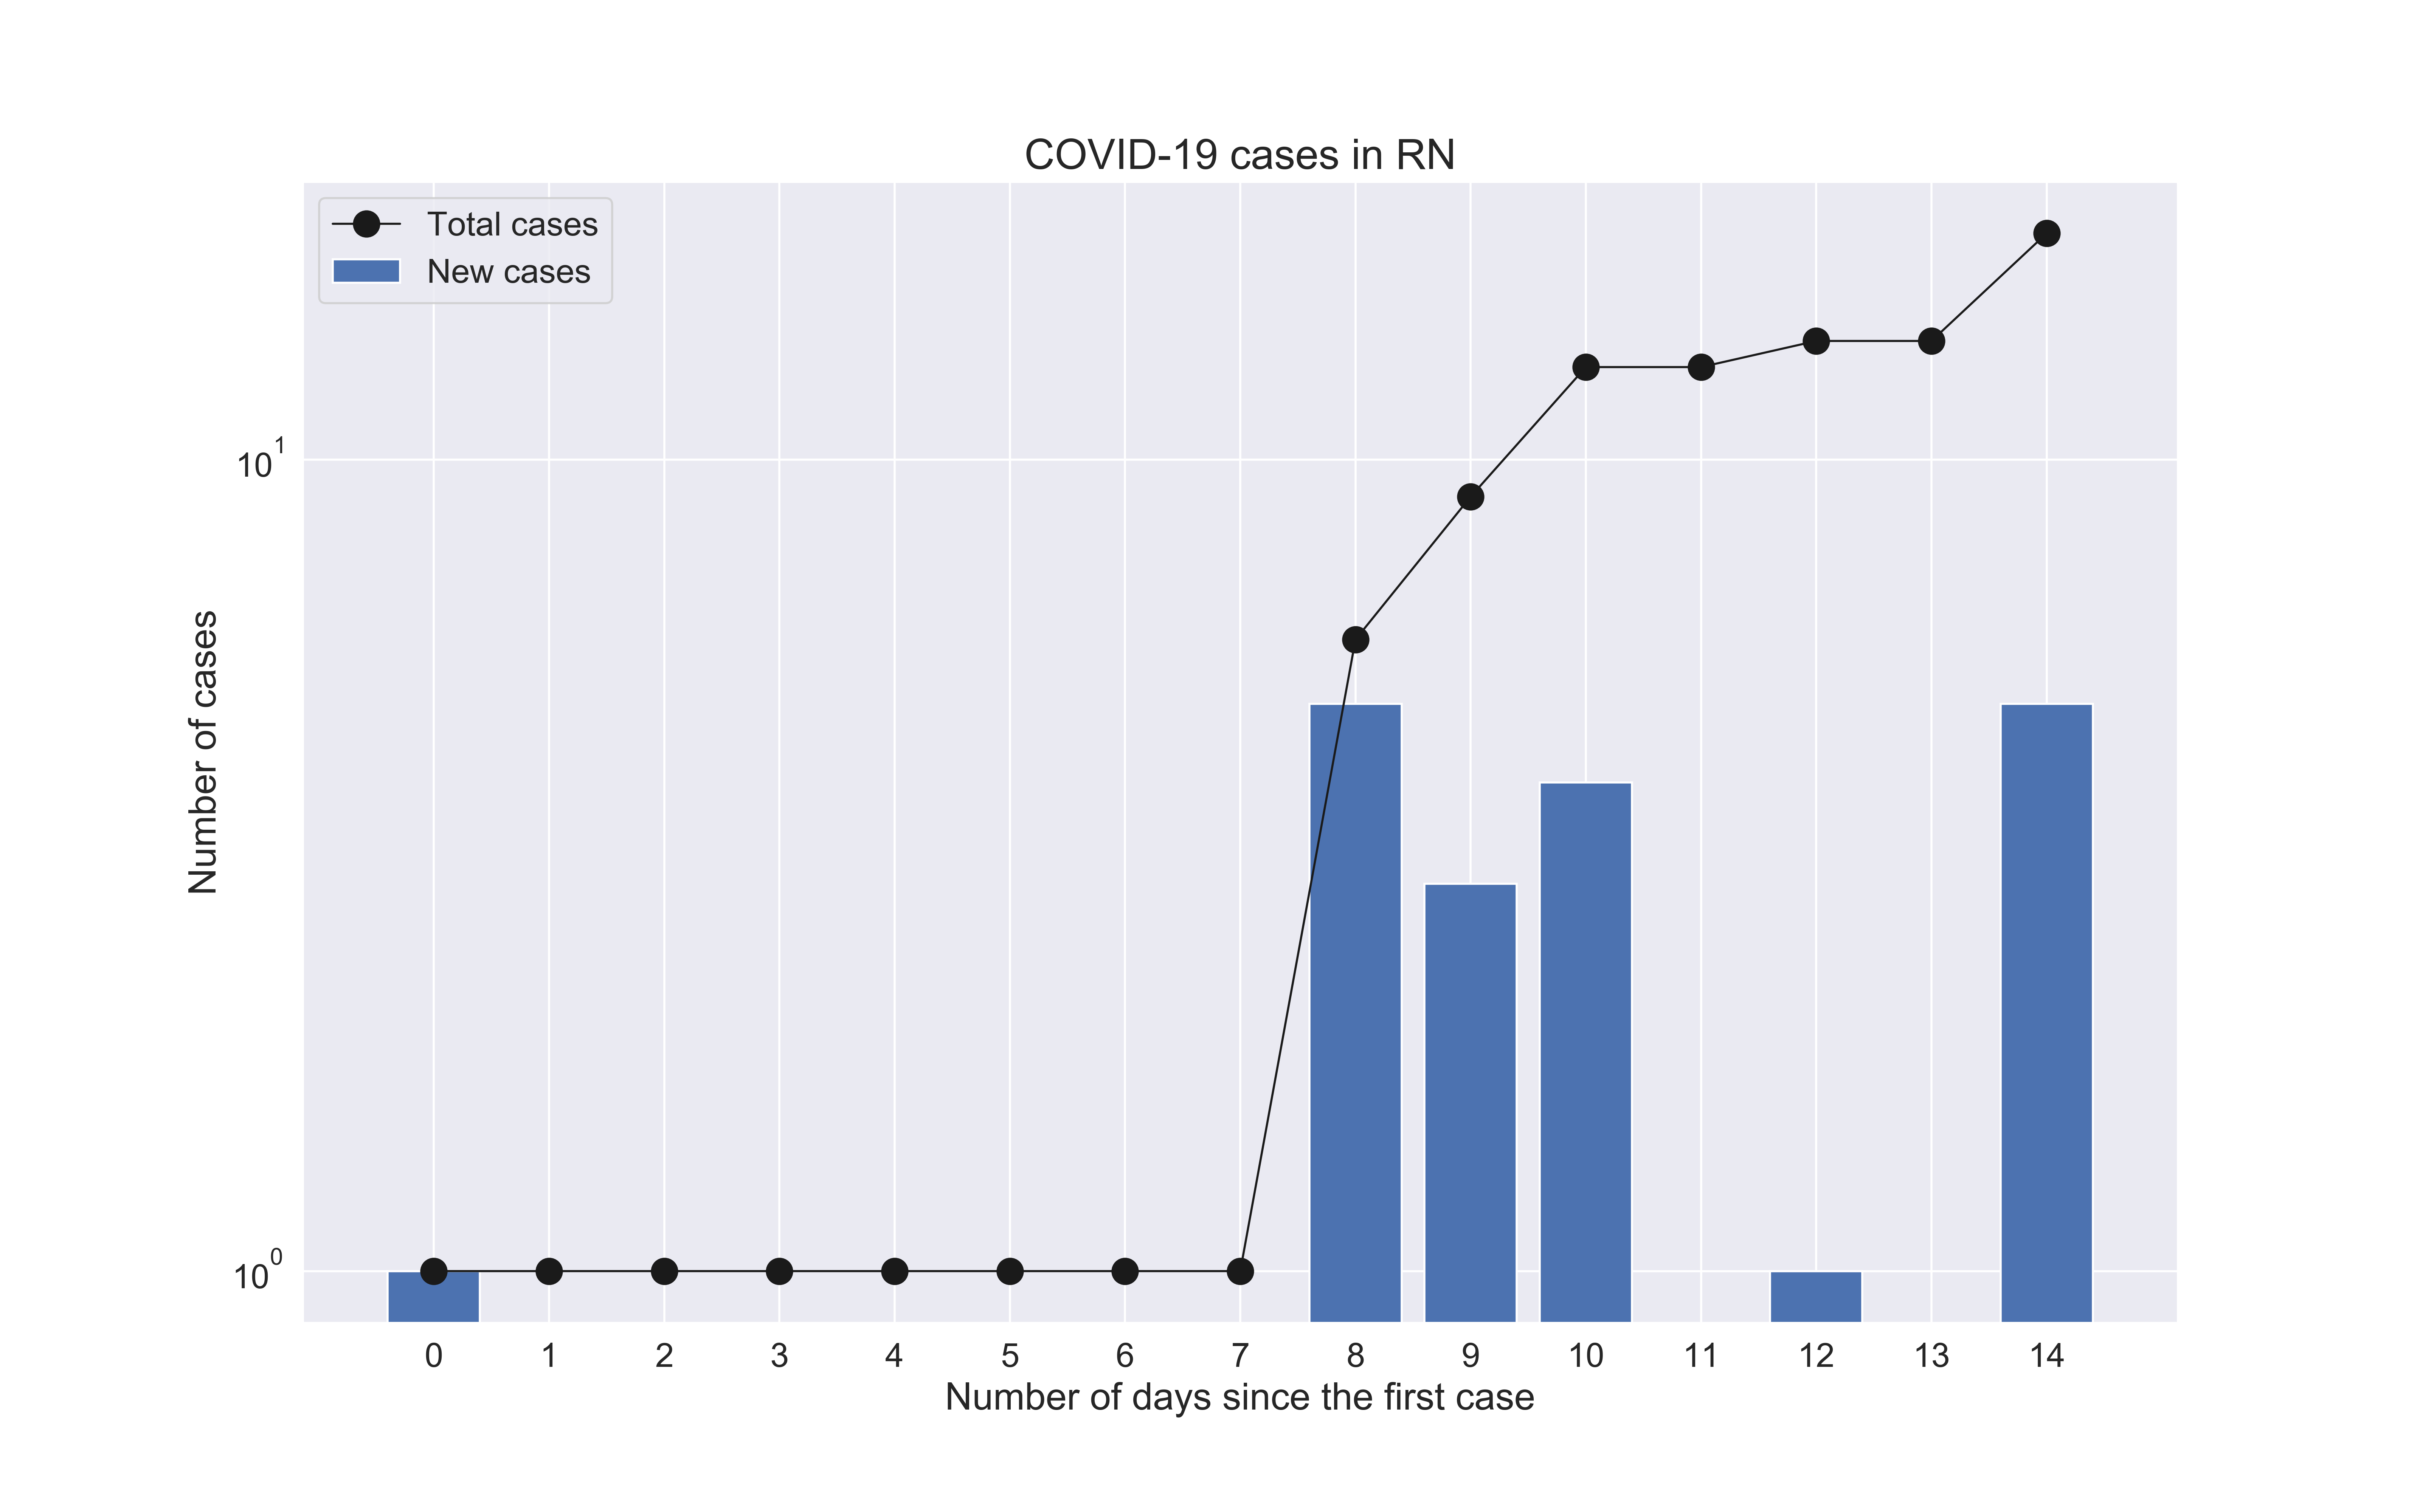 COVID-19 cases in RN
Total cases
New cases
Number of cases
10^1
10^0
0 1 2 3 4 5 6 7 8 9 10 11 12 13 14
Number of days since the first case